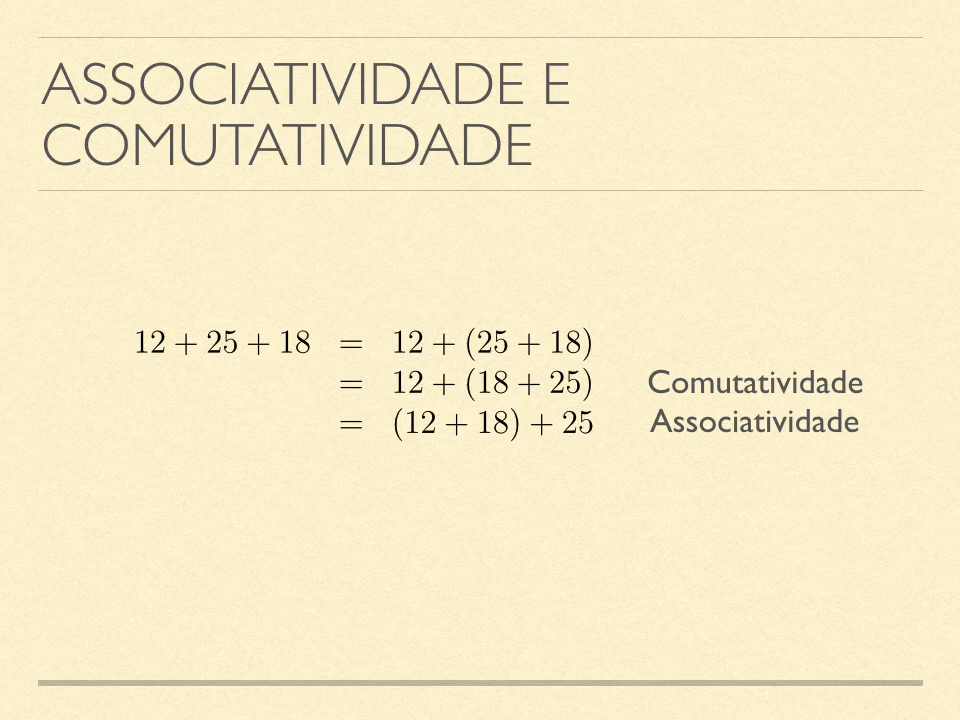 ASSOCIATIVIDADE E
COMUTATIVIDADE
12 + 25 + 18 = 12 + (25 + 18)
= 12 + (18 + 25) Comutatividade
= (12 + 18) + 25 Associatividade